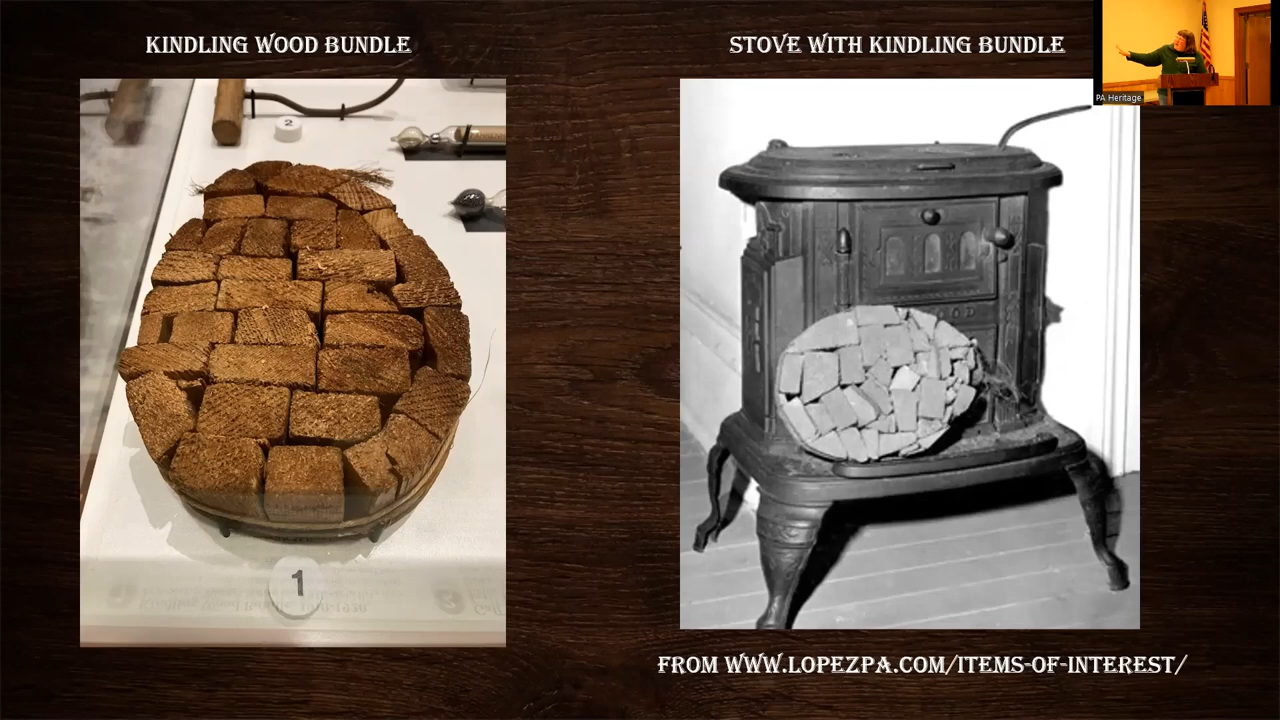 KINDLING WOOD BUNDLE
STOVE WITH KINDLING BUNDLE
PA Heritage
2
1
FROM WWW.LOPEZPA.COM/ITEMS-OF-INTEREST/